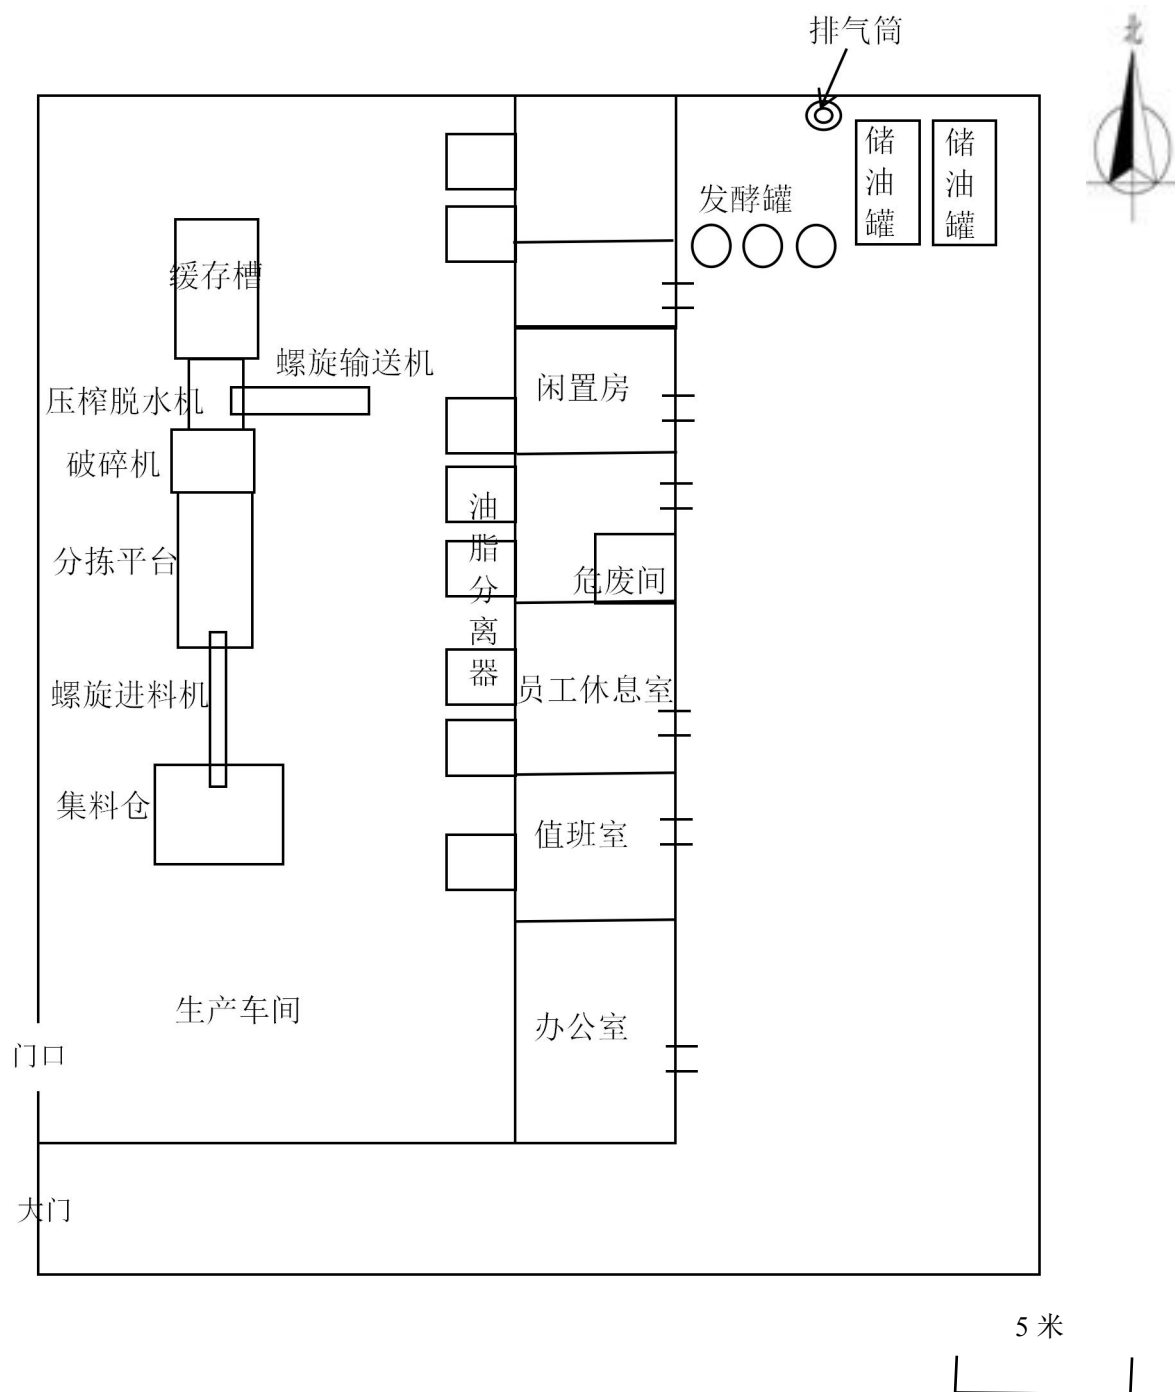 排气筒
北
储油罐
储油罐
发酵罐
缓存槽
螺旋输送机
压榨脱水机
闲置房
破碎机
油脂分离器
分拣平台
危废间
螺旋进料机
员工休息室
集料仓
值班室
生产车间
办公室
门口
大门
5 米